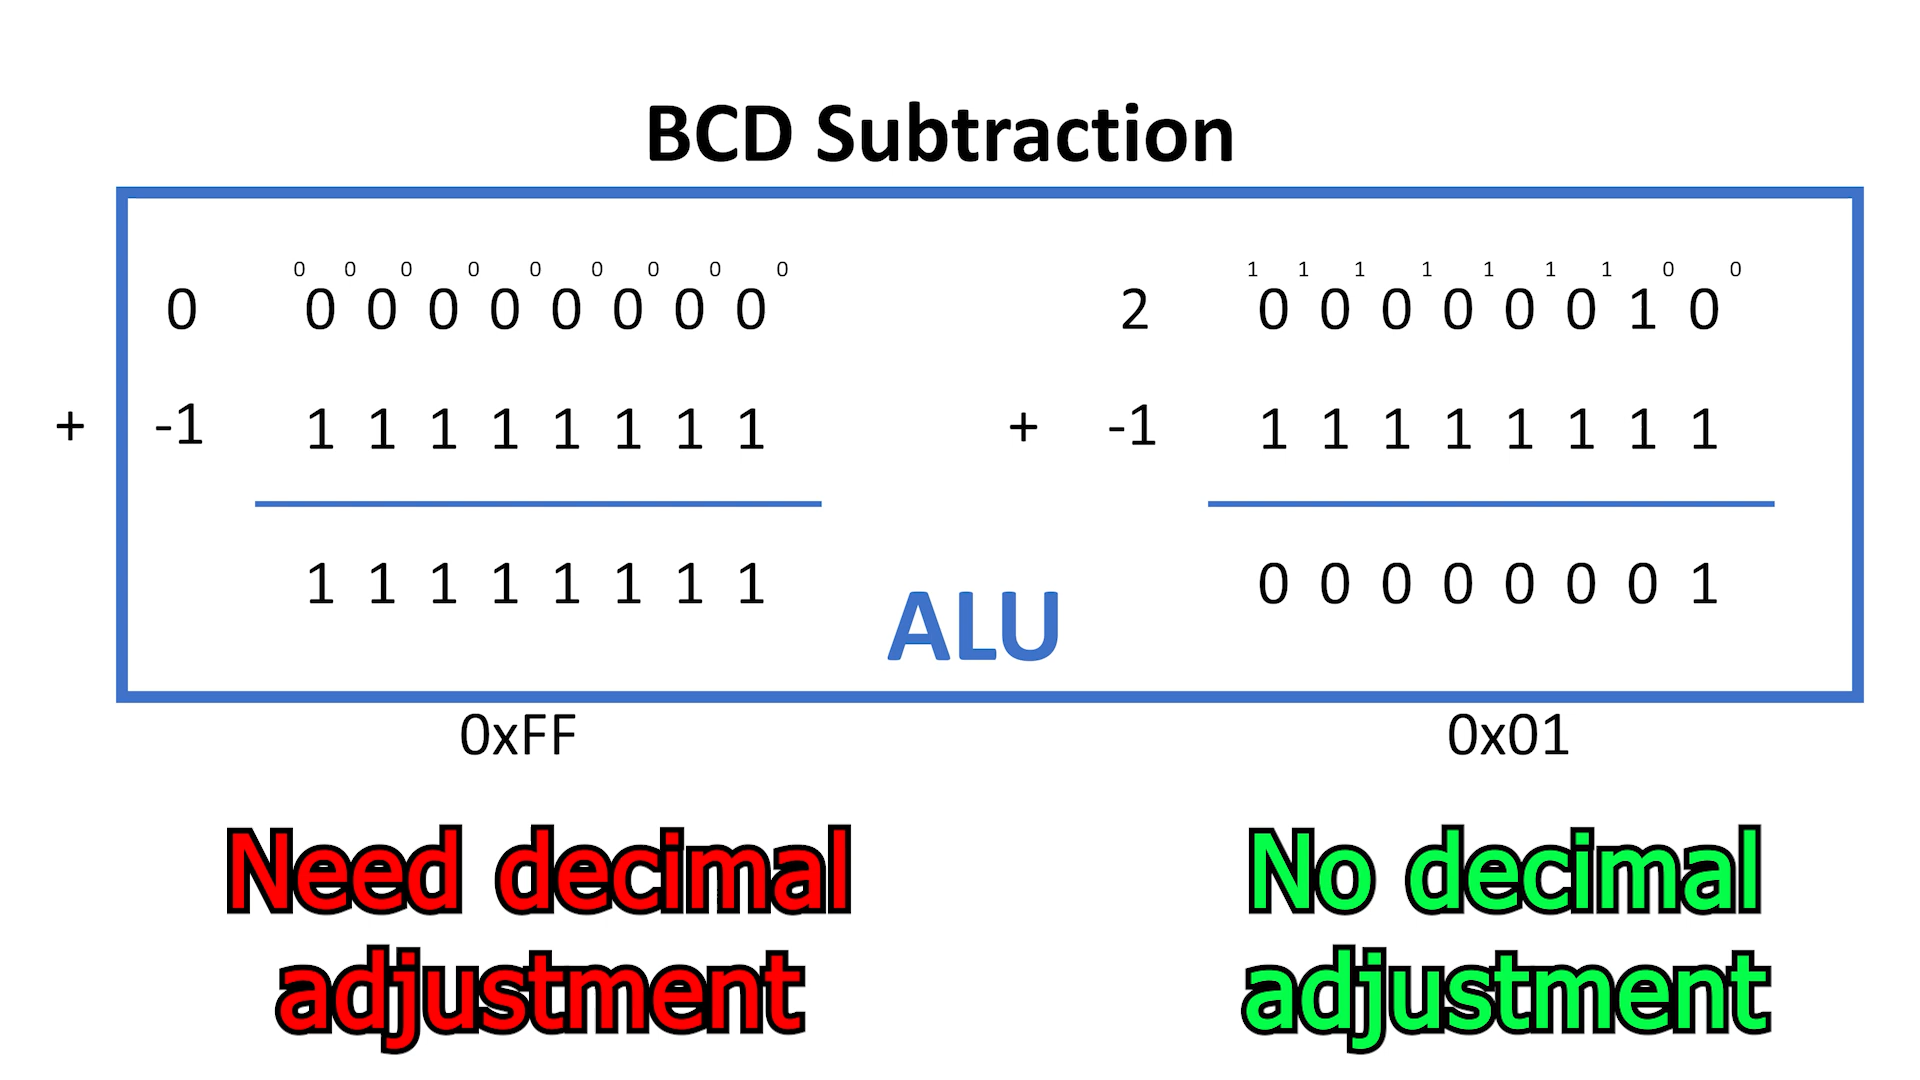 BCD Subtraction
0 0 0 0 0 0 0 0 0
0 0 0 0 0 0 0 0 0
+ -1 1 1 1 1 1 1 1 1
1 1 1 1 1 1 1 1
0xFF
Need decimal
adjustment
1 1 1 1 1 1 1 0 0
2 0 0 0 0 0 0 1 0
+ -1 1 1 1 1 1 1 1 1
0 0 0 0 0 0 0 1
0x01
No decimal
adjustment
ALU